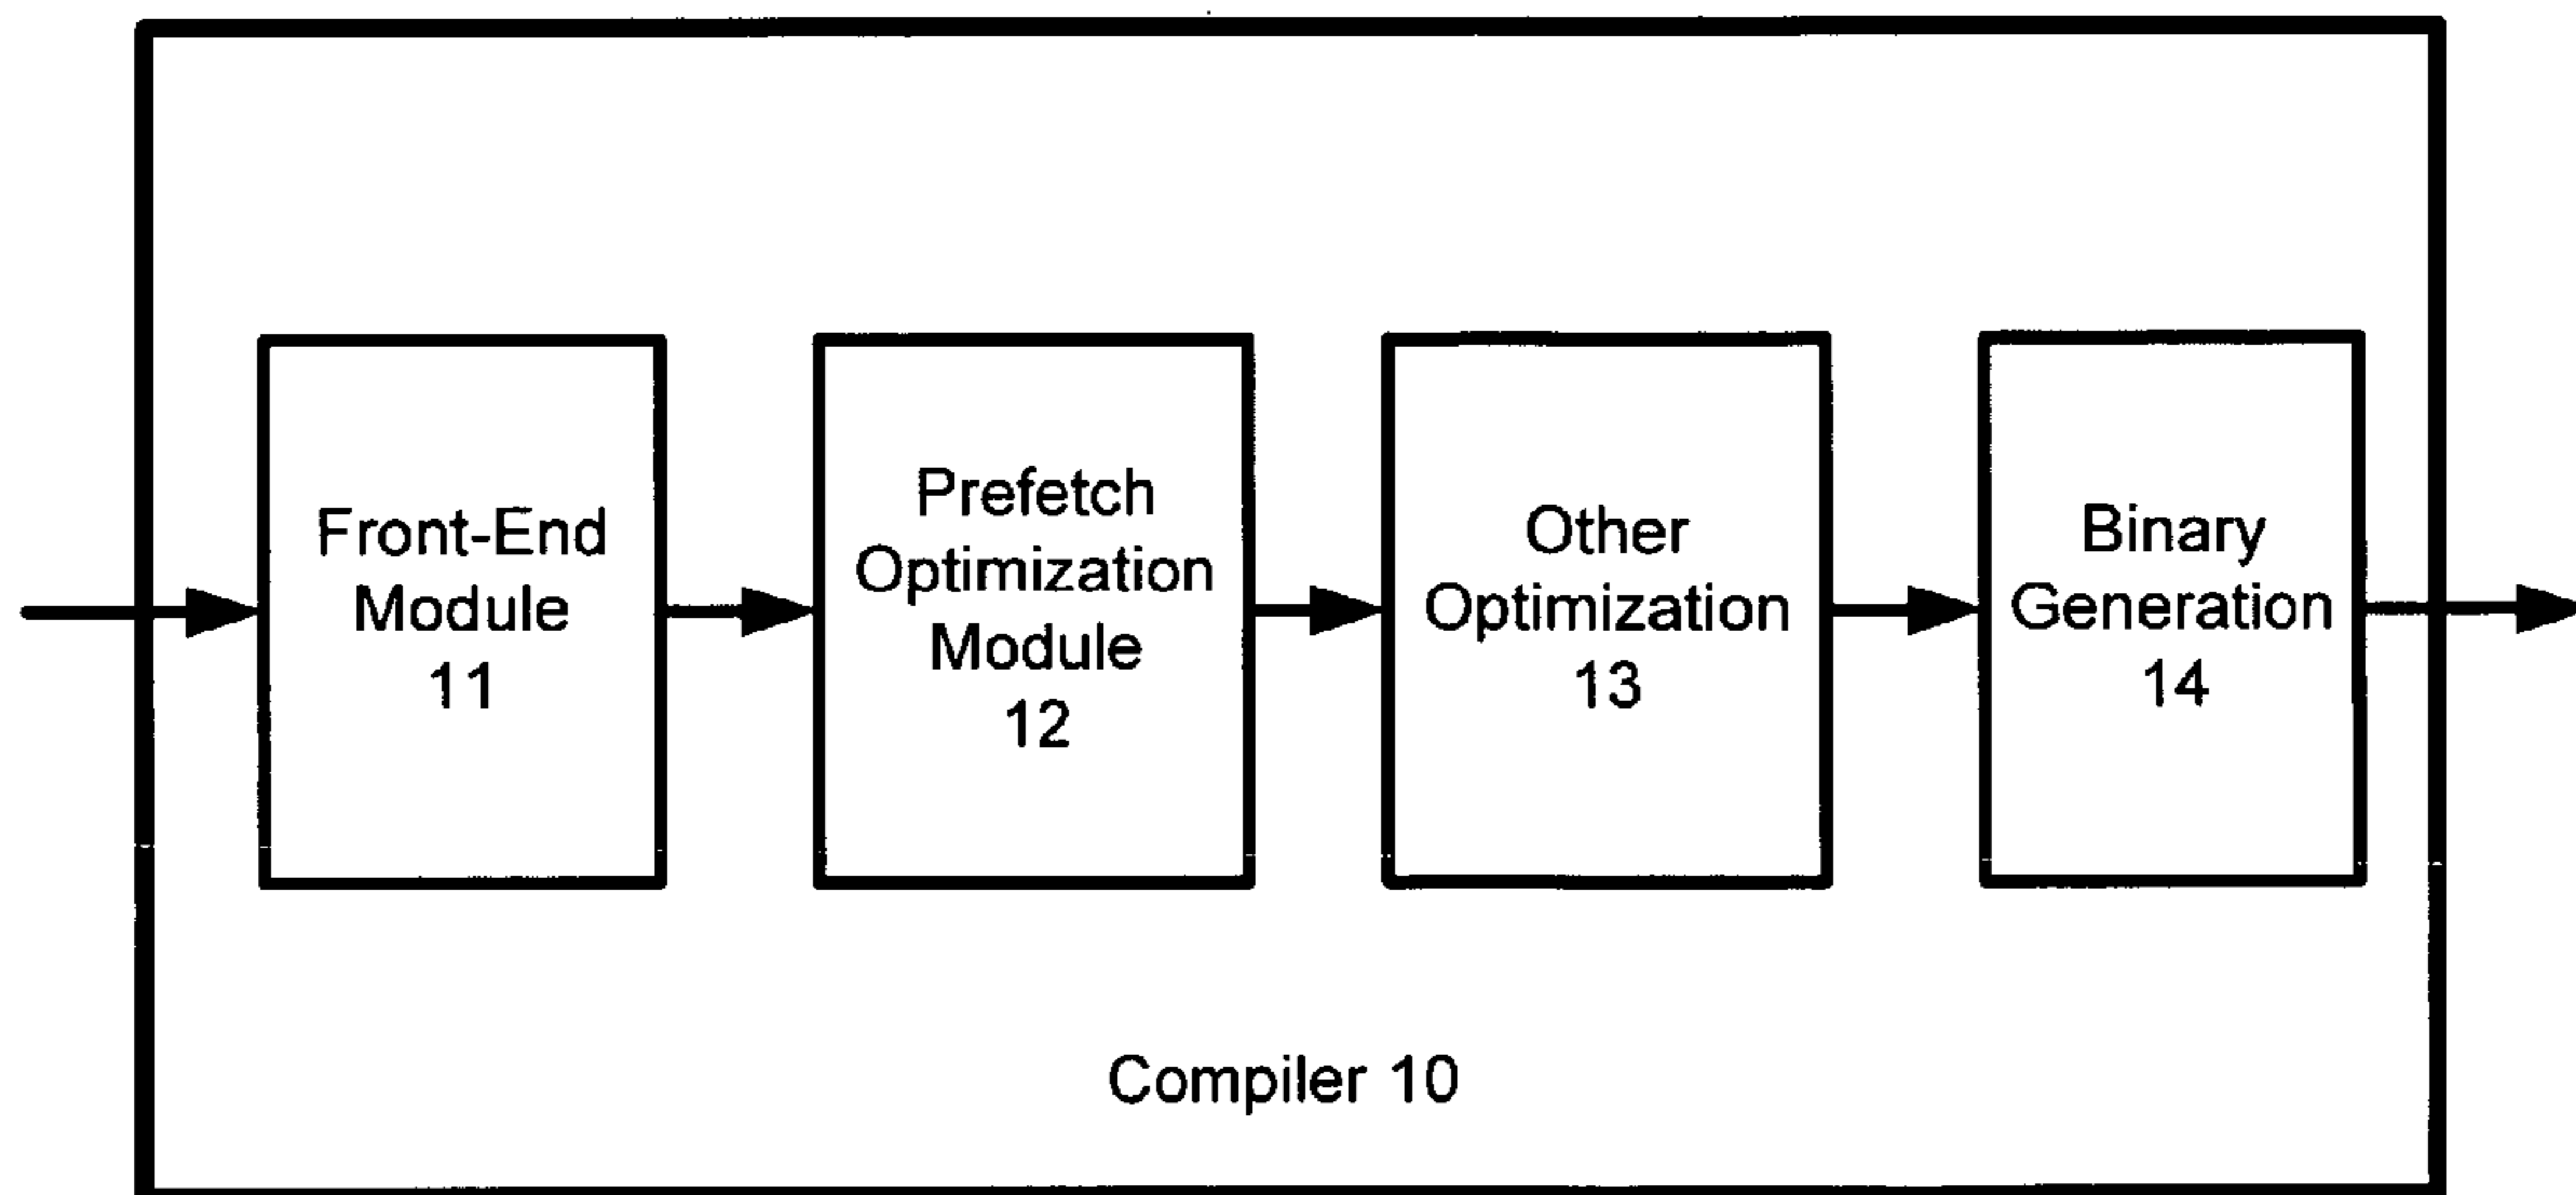 Front-End
Module
11
Prefetch
Optimization
Module
12
Other
Optimization
13
Binary
Generation
14
Compiler 10